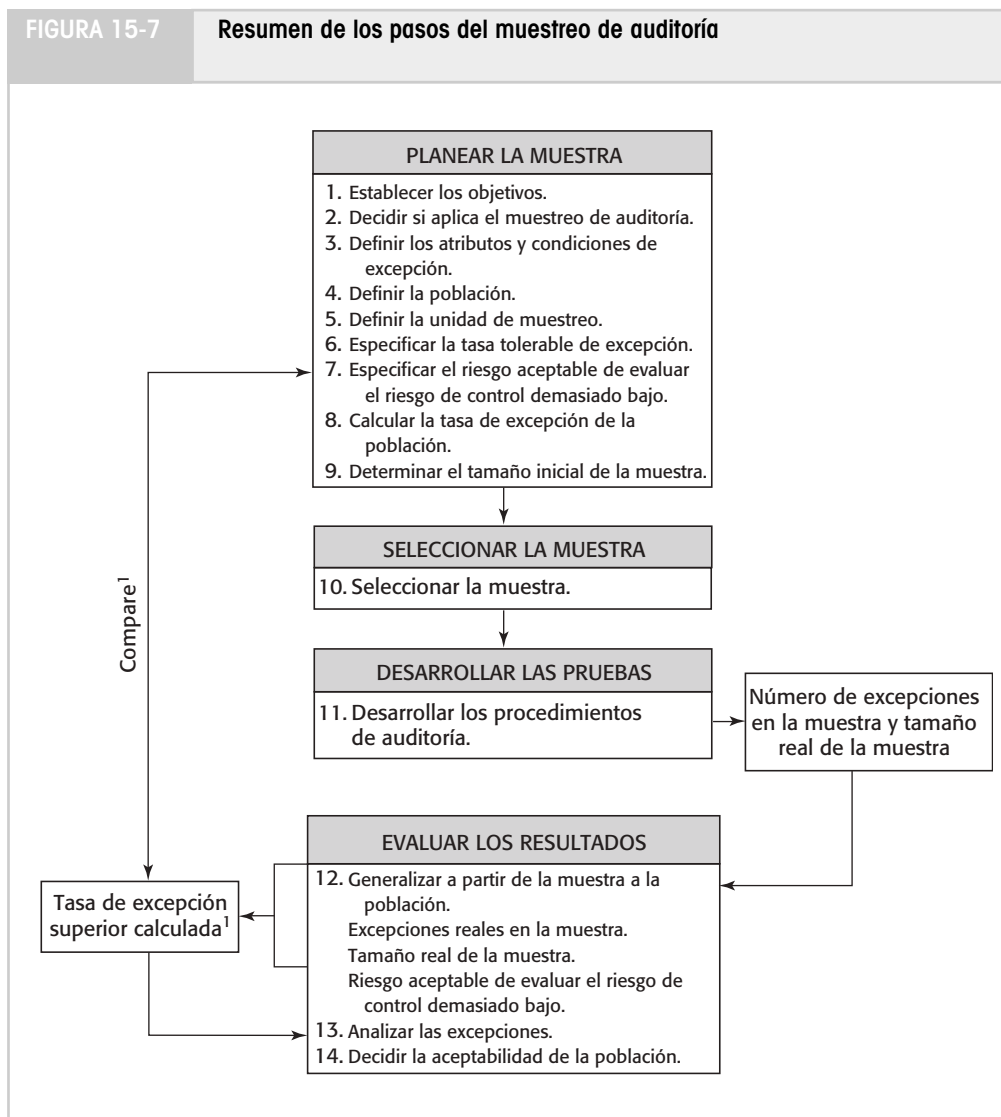 FIGURA 15-7
Resumen de los pasos del muestreo de auditoría
PLANEAR LA MUESTRA
1. Establecer los objetivos.
2. Decidir si aplica el muestreo de auditoría.
3. Definir los atributos y condiciones de
excepción.
4. Definir la población.
5. Definir la unidad de muestreo.
6. Especificar la tasa tolerable de excepción.
7. Especificar el riesgo aceptable de evaluar
el riesgo de control demasiado bajo.
8. Calcular la tasa de excepción de la
población.
9. Determinar el tamaño inicial de la muestra.
SELECCIONAR LA MUESTRA
10. Seleccionar la muestra.
Compare¹
DESARROLLAR LAS PRUEBAS
11. Desarrollar los procedimientos
de auditoría.
Número de excepciones
en la muestra y tamaño
real de la muestra
EVALUAR LOS RESULTADOS
12. Generalizar a partir de la muestra a la
población.
Excepciones reales en la muestra.
Tamaño real de la muestra.
Riesgo aceptable de evaluar el riesgo de
control demasiado bajo.
13. Analizar las excepciones.
14. Decidir la aceptabilidad de la población.
Tasa de excepción
superior calculada¹